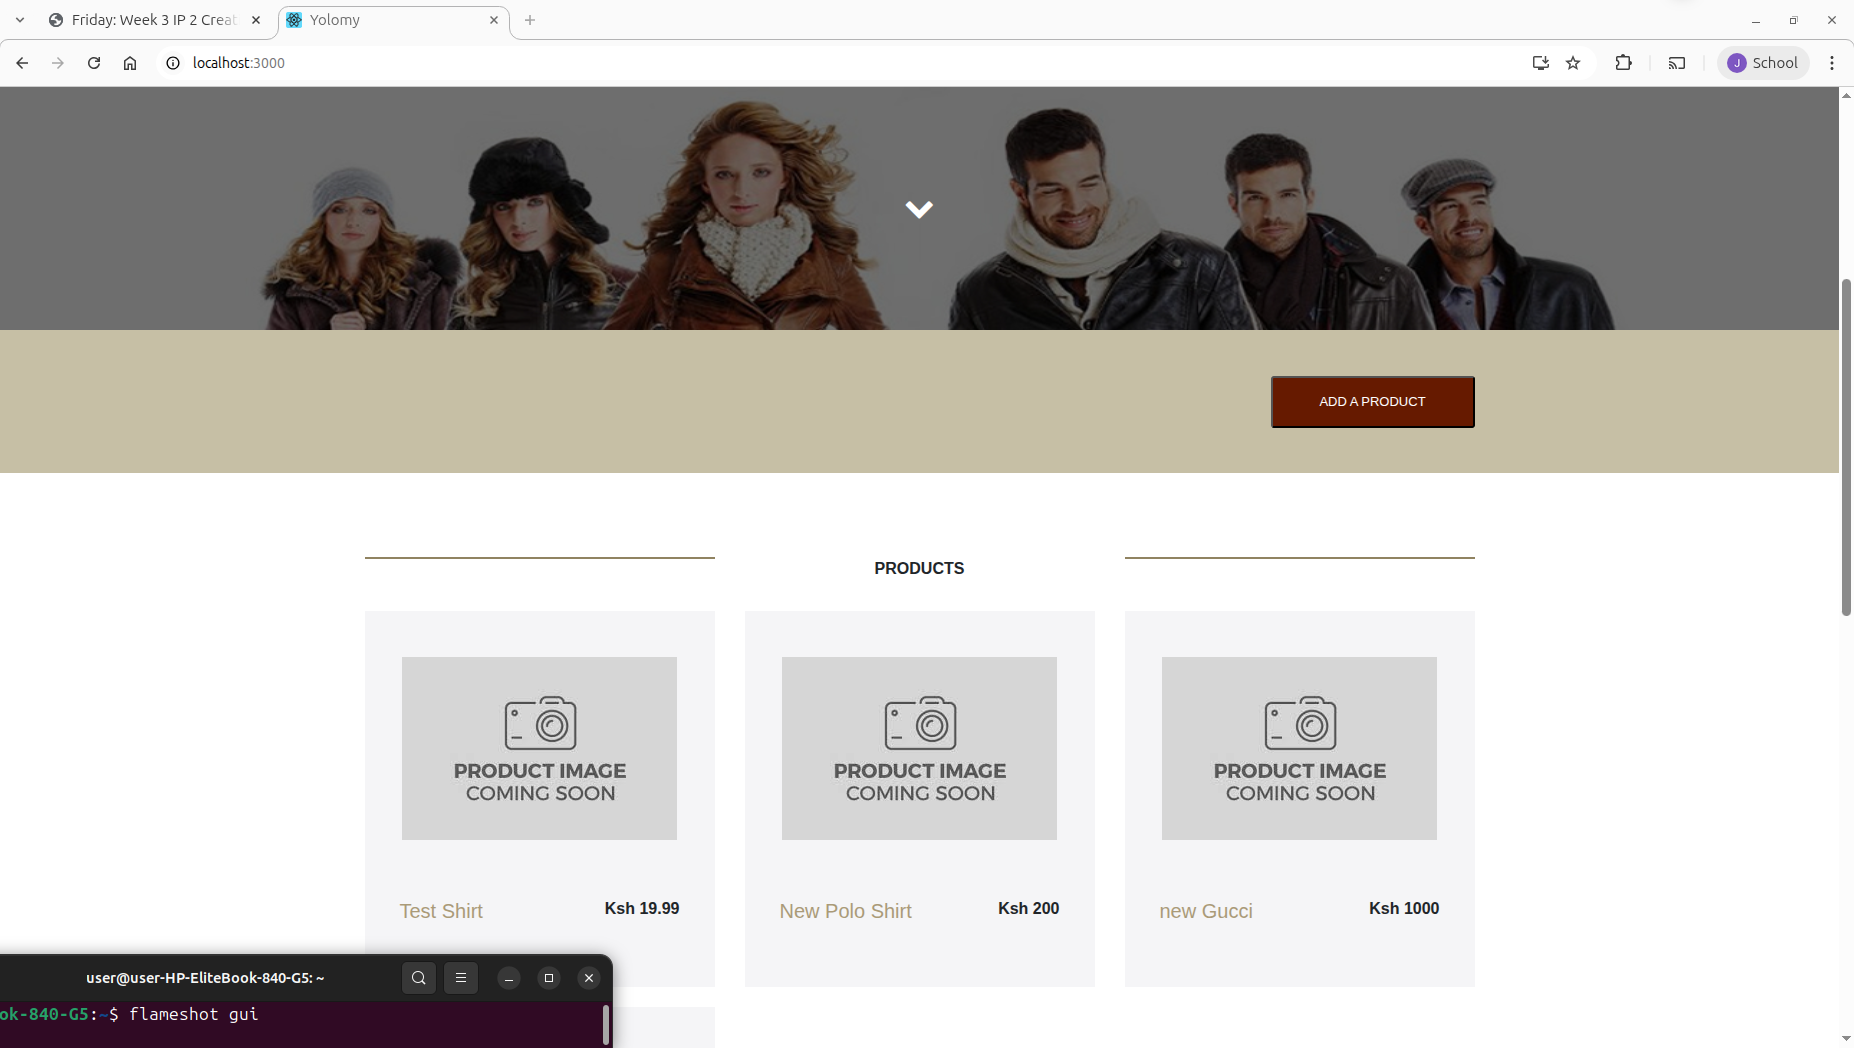 Friday: Week 3 IP 2 Creat
Yolomy
localhost:3000
J School
ADD A PRODUCT
PRODUCTS
PRODUCT IMAGE
COMING SOON
PRODUCT IMAGE
COMING SOON
PRODUCT IMAGE
COMING SOON
Test Shirt Ksh 19.99
New Polo Shirt Ksh 200
new Gucci Ksh 1000
user@user-HP-EliteBook-840-G5: ~
ok-840-G5:~$ flameshot gui